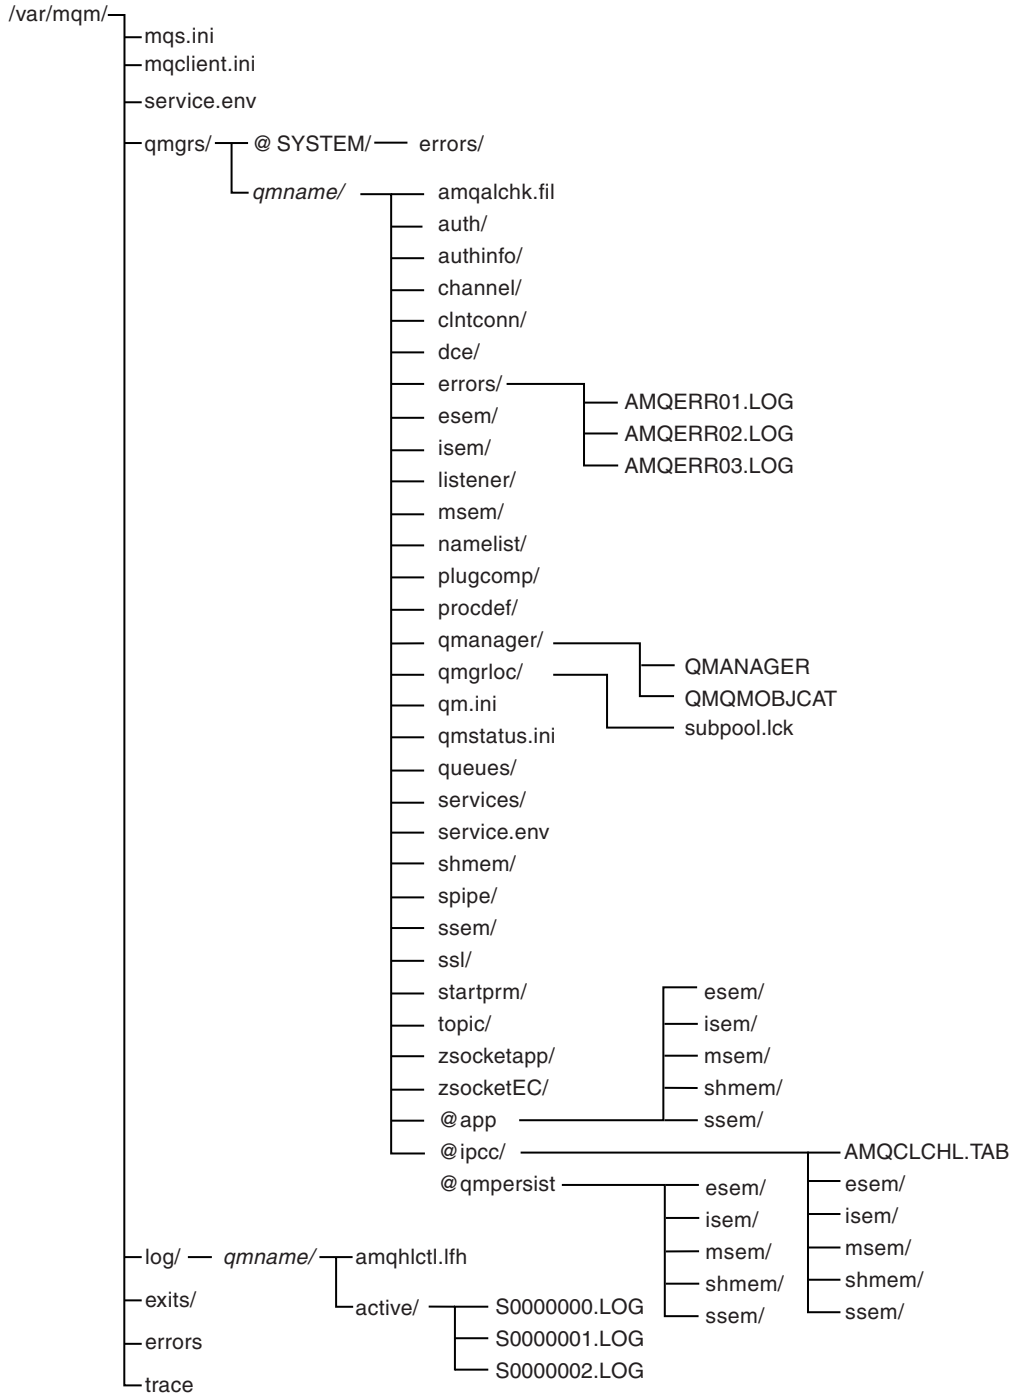 /var/mqm/
mqs.ini
mqclient.ini
service.env
qmgrs/ @ SYSTEM/ errors/
qmname/ amqalchk.fil
auth/
authinfo/
channel/
clntconn/
dce/
errors/
AMQERR01.LOG
esem/
AMQERR02.LOG
isem/
AMQERR03.LOG
listener/
msem/
namelist/
plugcomp/
procdef/
qmanager/
QMANAGER
qmgrloc/
QMQMOBJCAT
qm.ini
subpool.lck
qmstatus.ini
queues/
services/
service.env
shmem/
spipe/
ssem/
ssl/
startprm/ esem/
topic/ isem/
zsocketapp/ msem/
zsocketEC/ shmem/
@app ssem/
@ipcc/ AMQCLCHL.TAB
@qmpersist esem/ esem/
isem/ isem/
msem/ msem/
log/ qmname/ amqhlctl.lfh
shmem/ shmem/
exits/
active/ S0000000.LOG ssem/ ssem/
errors S0000001.LOG
S0000002.LOG
trace